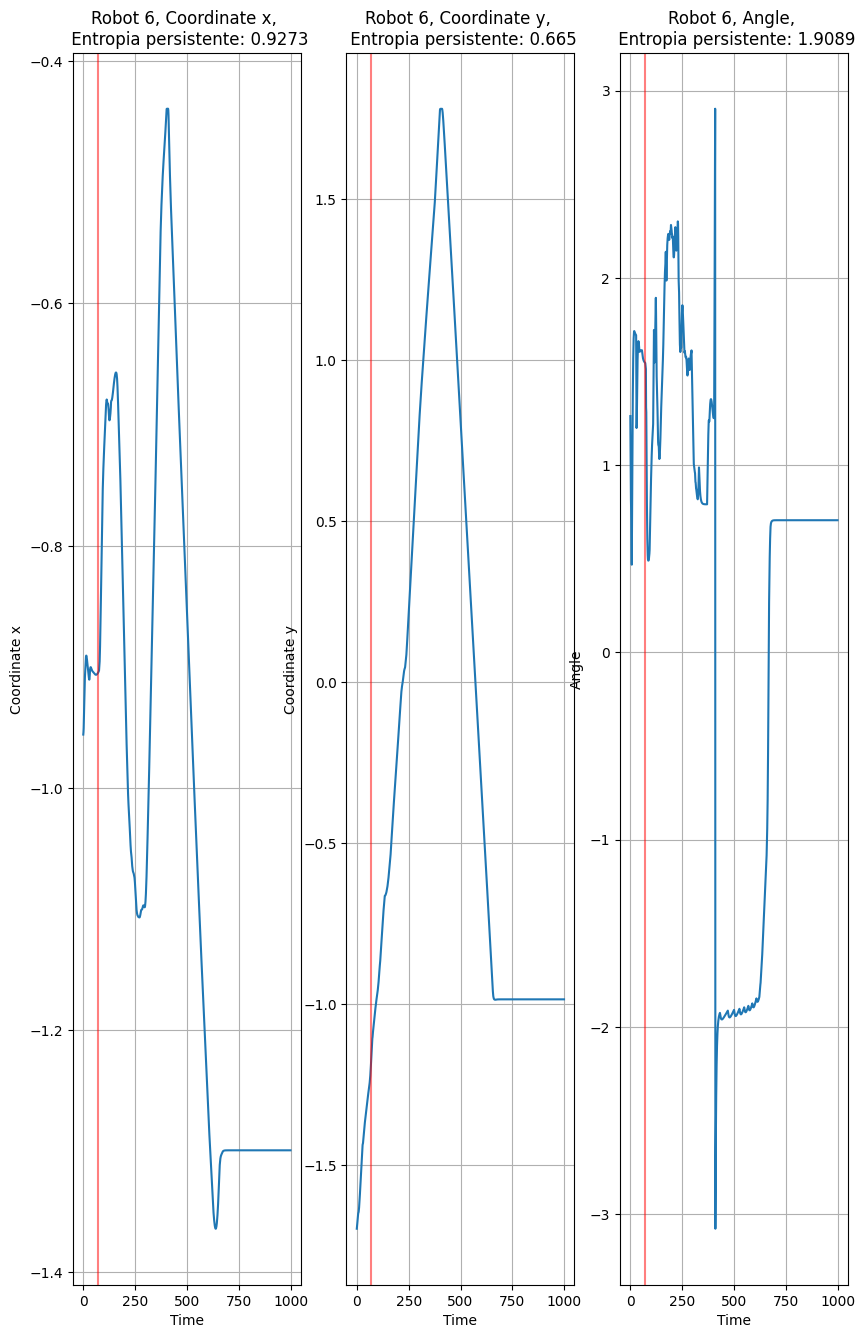 Robot 6, Coordinate x,
Entropia persistente: 0.9273
Coordinate x
−0.4
−0.6
−0.8
−1.0
−1.2
−1.4
0
250
500
750
1000
Time
Robot 6, Coordinate y,
Entropia persistente: 0.665
Coordinate y
1.5
1.0
0.5
0.0
−0.5
−1.0
−1.5
0
250
500
750
1000
Time
Robot 6, Angle,
Entropia persistente: 1.9089
Angle
3
2
1
0
−1
−2
−3
0
250
500
750
1000
Time